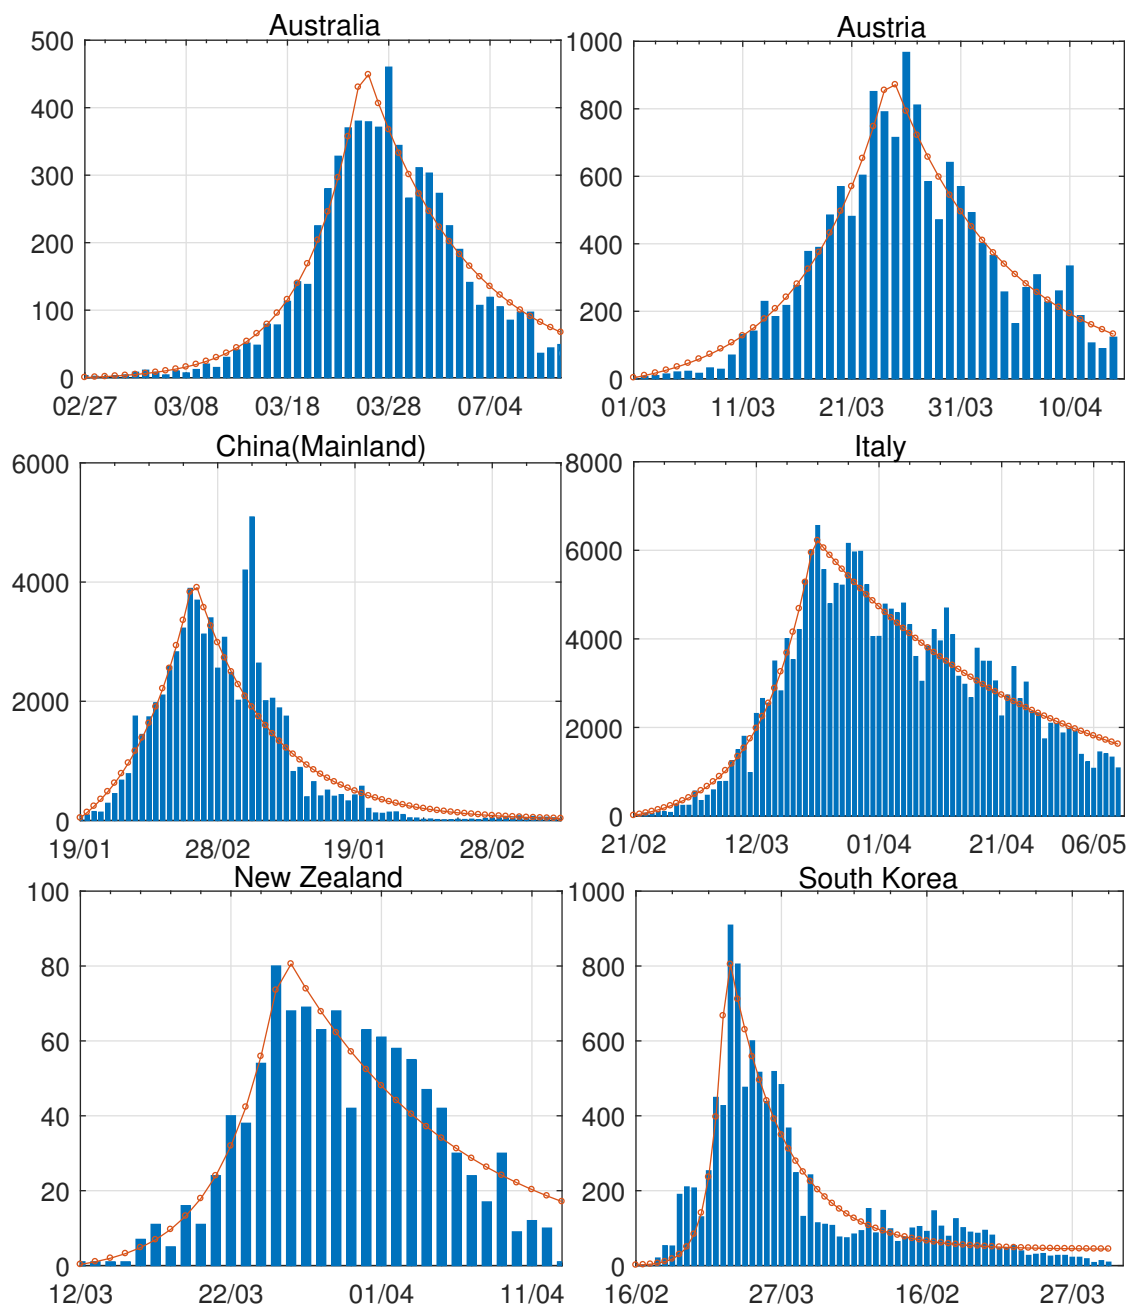 Australia
500
400
300
200
100
0
02/27 03/08 03/18 03/28 07/04
Austria
1000
800
600
400
200
0
01/03 11/03 21/03 31/03 10/04
China(Mainland)
6000
4000
2000
0
19/01 28/02 19/01 28/02
Italy
8000
6000
4000
2000
0
21/02 12/03 01/04 21/04 06/05
New Zealand
100
80
60
40
20
0
12/03 22/03 01/04 11/04
South Korea
1000
800
600
400
200
0
16/02 27/03 16/02 27/03